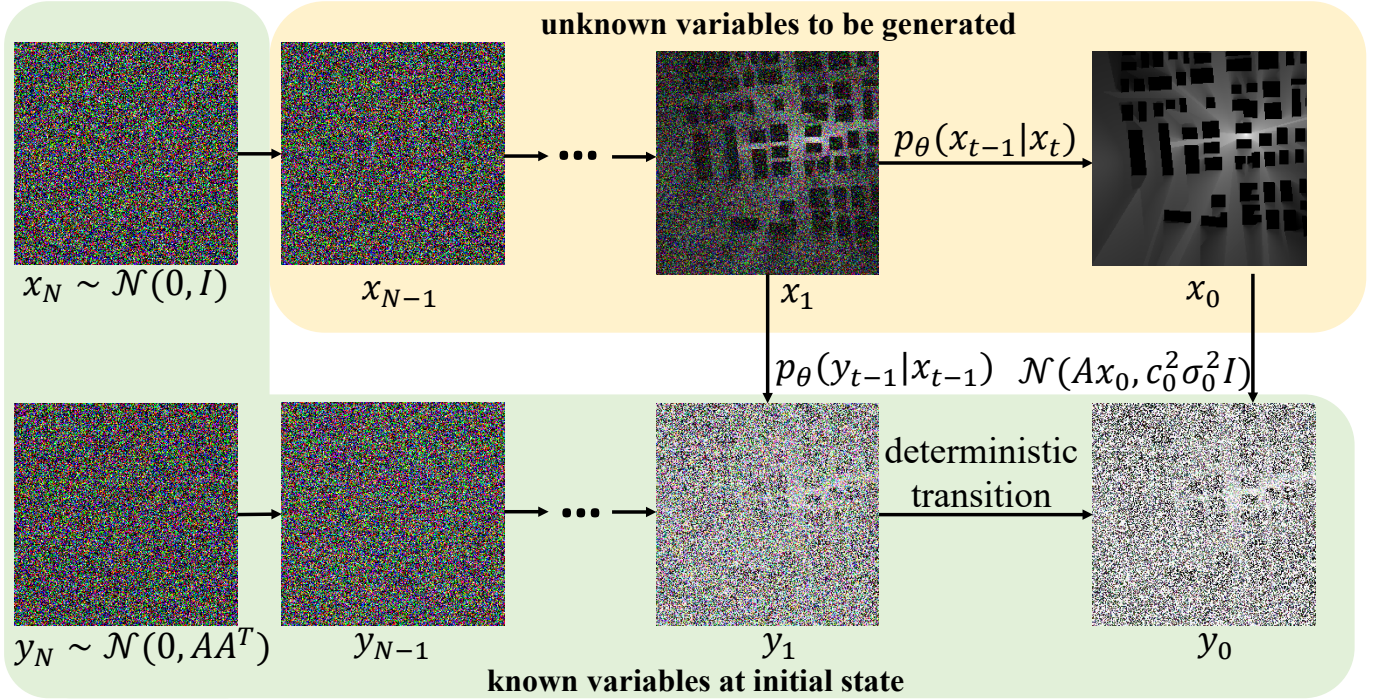 unknown variables to be generated
p_θ(x_{t−1}|x_t)
x_N ~ 𝒩(0, I)
x_{N−1}
x_1
x_0
p_θ(y_{t−1}|x_{t−1})
𝒩(Ax_0, c_0^2σ_0^2I)
deterministic
transition
y_N ~ 𝒩(0, AA^T)
y_{N−1}
y_1
y_0
known variables at initial state